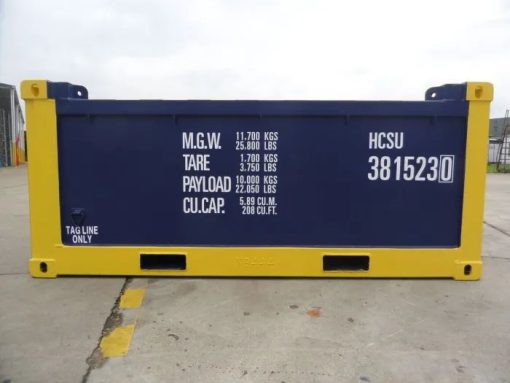 M.G.W. 11.700 KGS
25.800 LBS
TARE 1.700 KGS
3.750 LBS
PAYLOAD 10.000 KGS
22.050 LBS
CU.CAP. 5.89 CU.M.
208 CU.FT.
HCSU
3815230
TAG LINE
ONLY